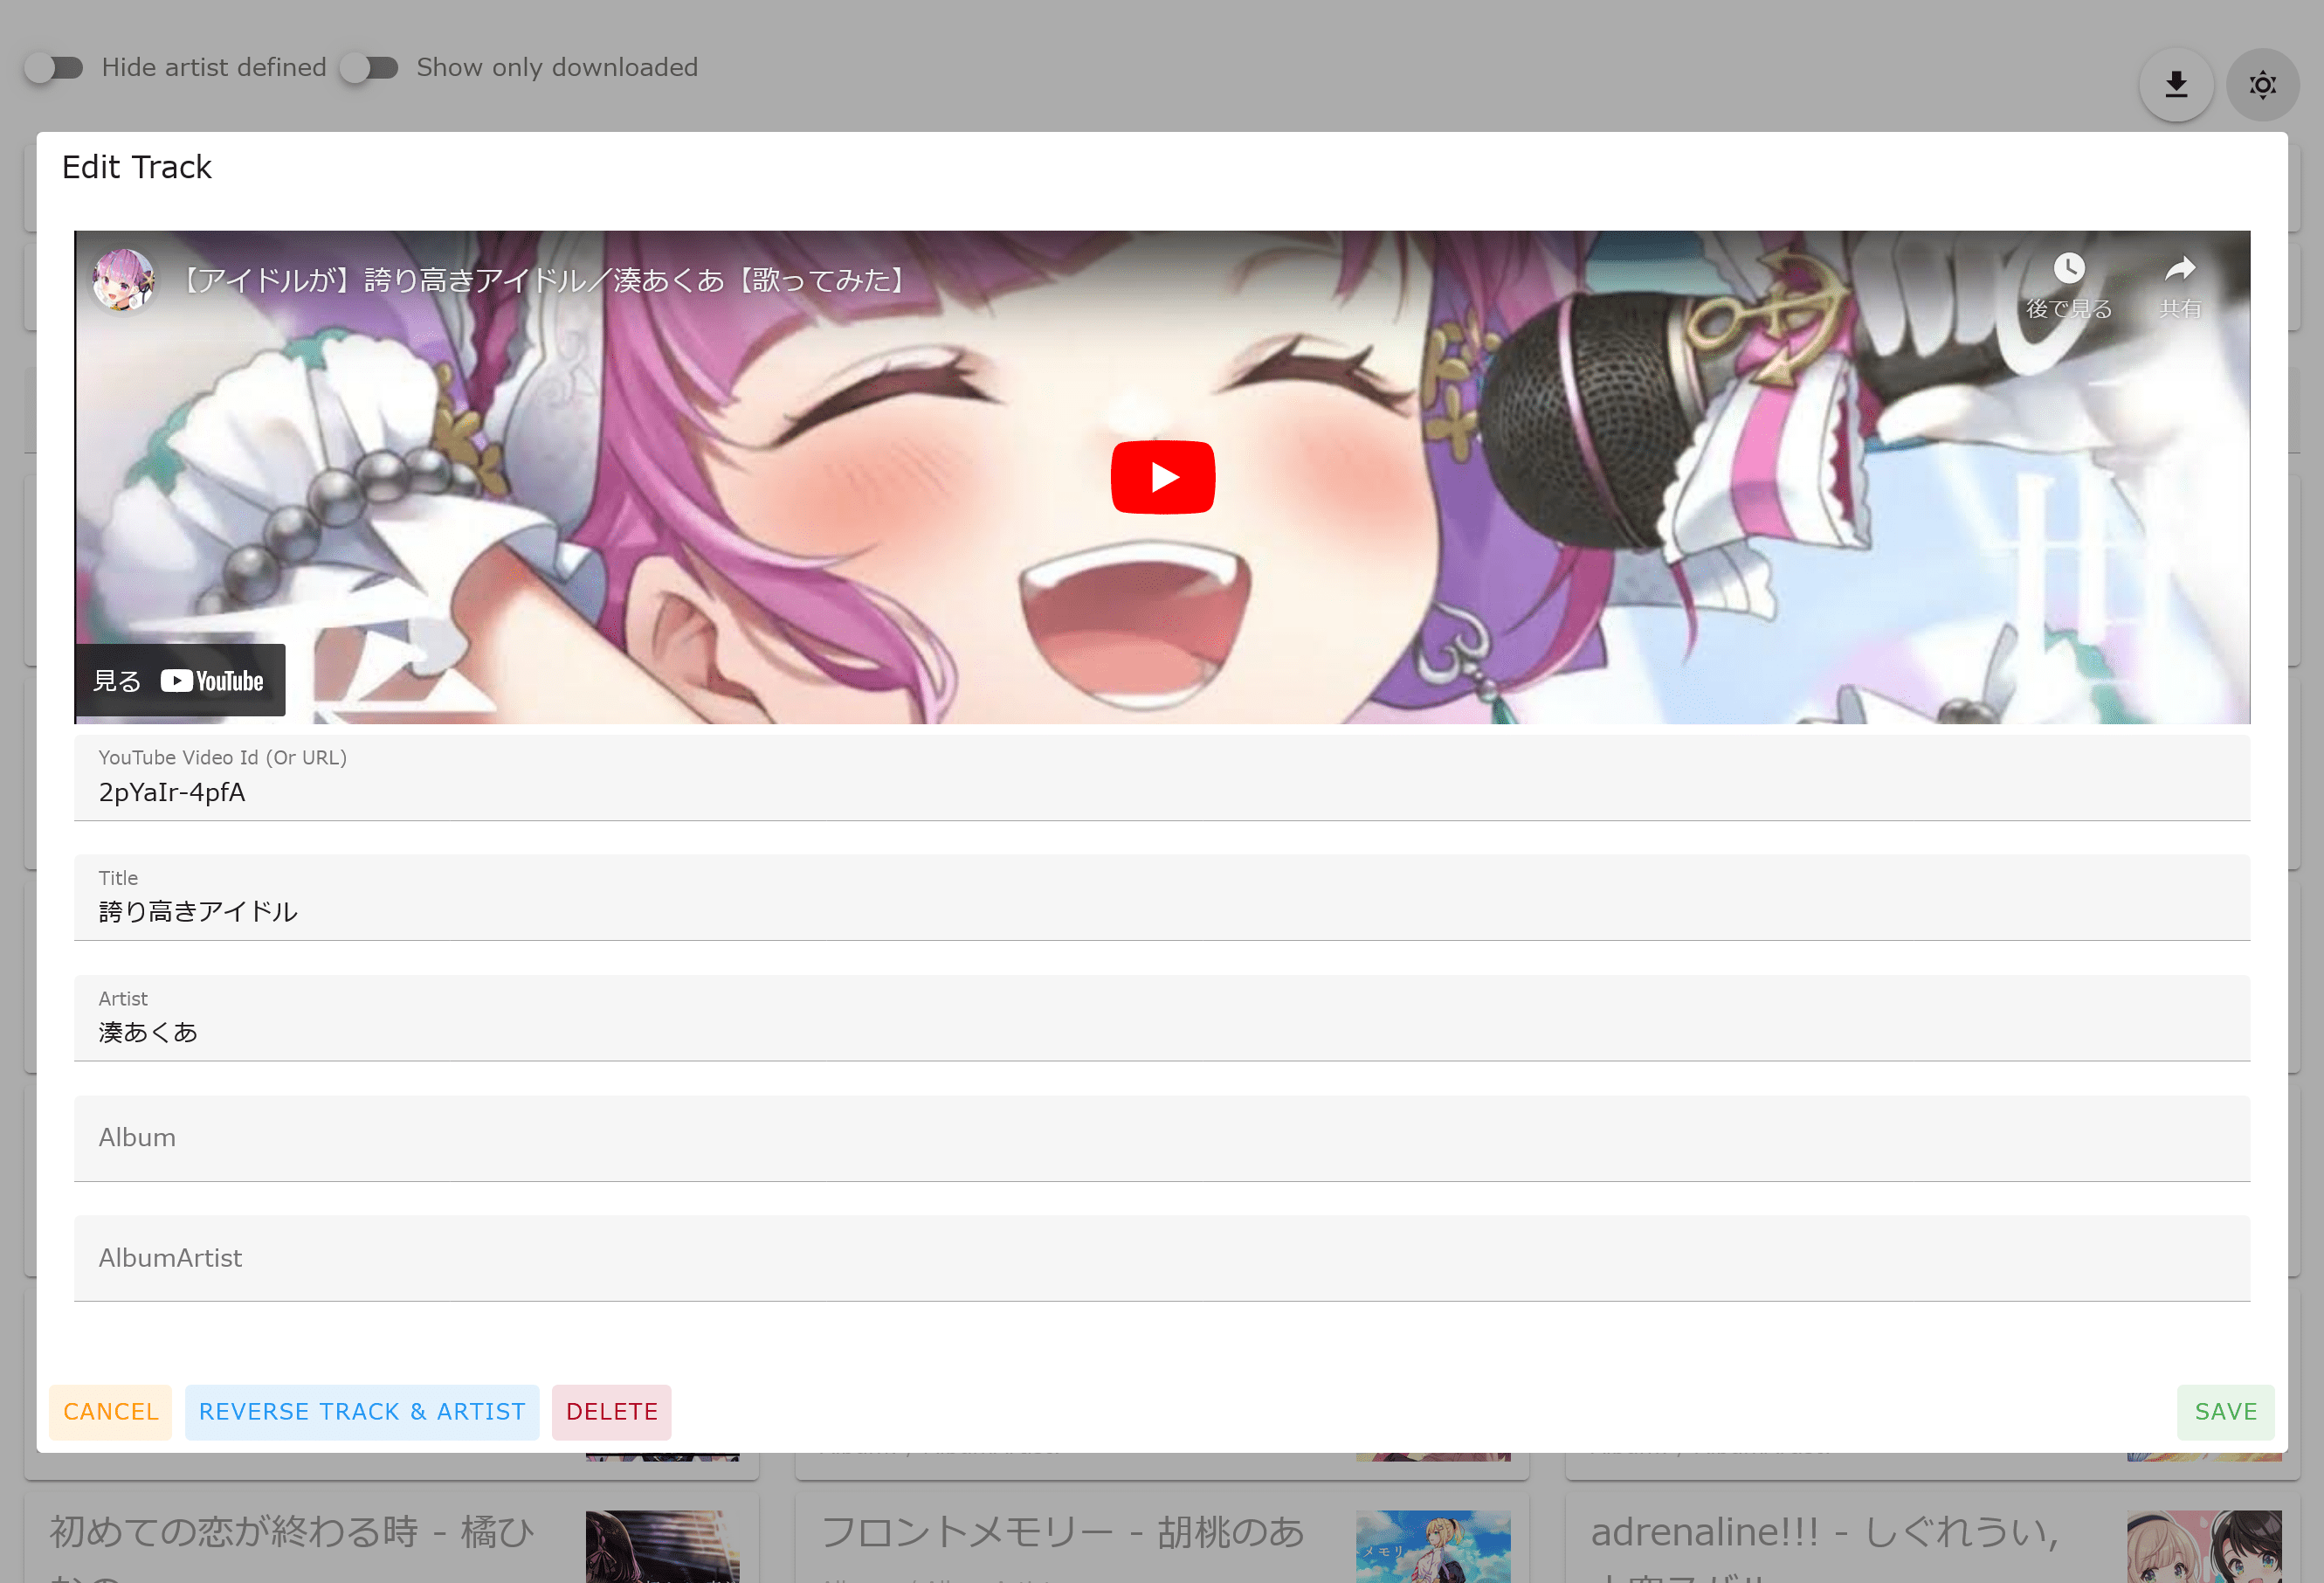 Hide artist defined
Show only downloaded
Edit Track
【アイドルが】誇り高きアイドル／湊あくあ【歌ってみた】
後で見る
共有
見る YouTube
YouTube Video Id (Or URL)
2pYaIr-4pfA
Title
誇り高きアイドル
Artist
湊あくあ
Album
AlbumArtist
CANCEL
REVERSE TRACK & ARTIST
DELETE
SAVE
初めての恋が終わる時 - 橘ひ
フロントメモリー - 胡桃のあ
メモリ
adrenaline!!! - しぐれうい,